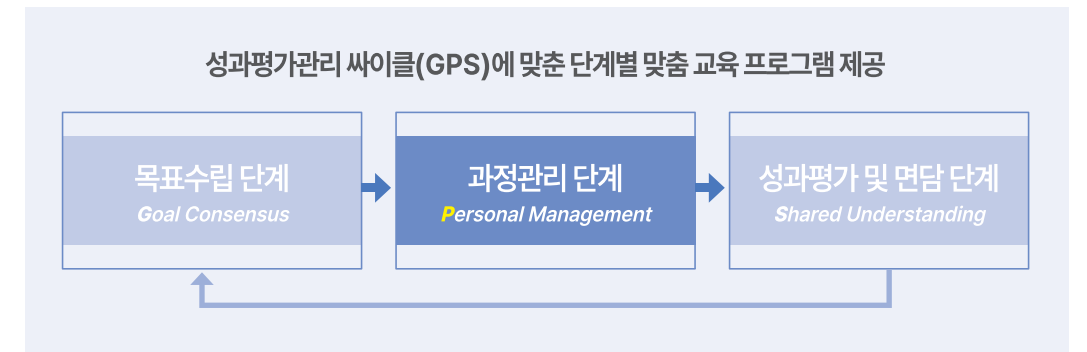 성과평가관리 싸이클(GPS)에 맞춘 단계별 맞춤 교육 프로그램 제공
목표수립 단계
Goal Consensus
과정관리 단계
Personal Management
성과평가 및 면담 단계
Shared Understanding